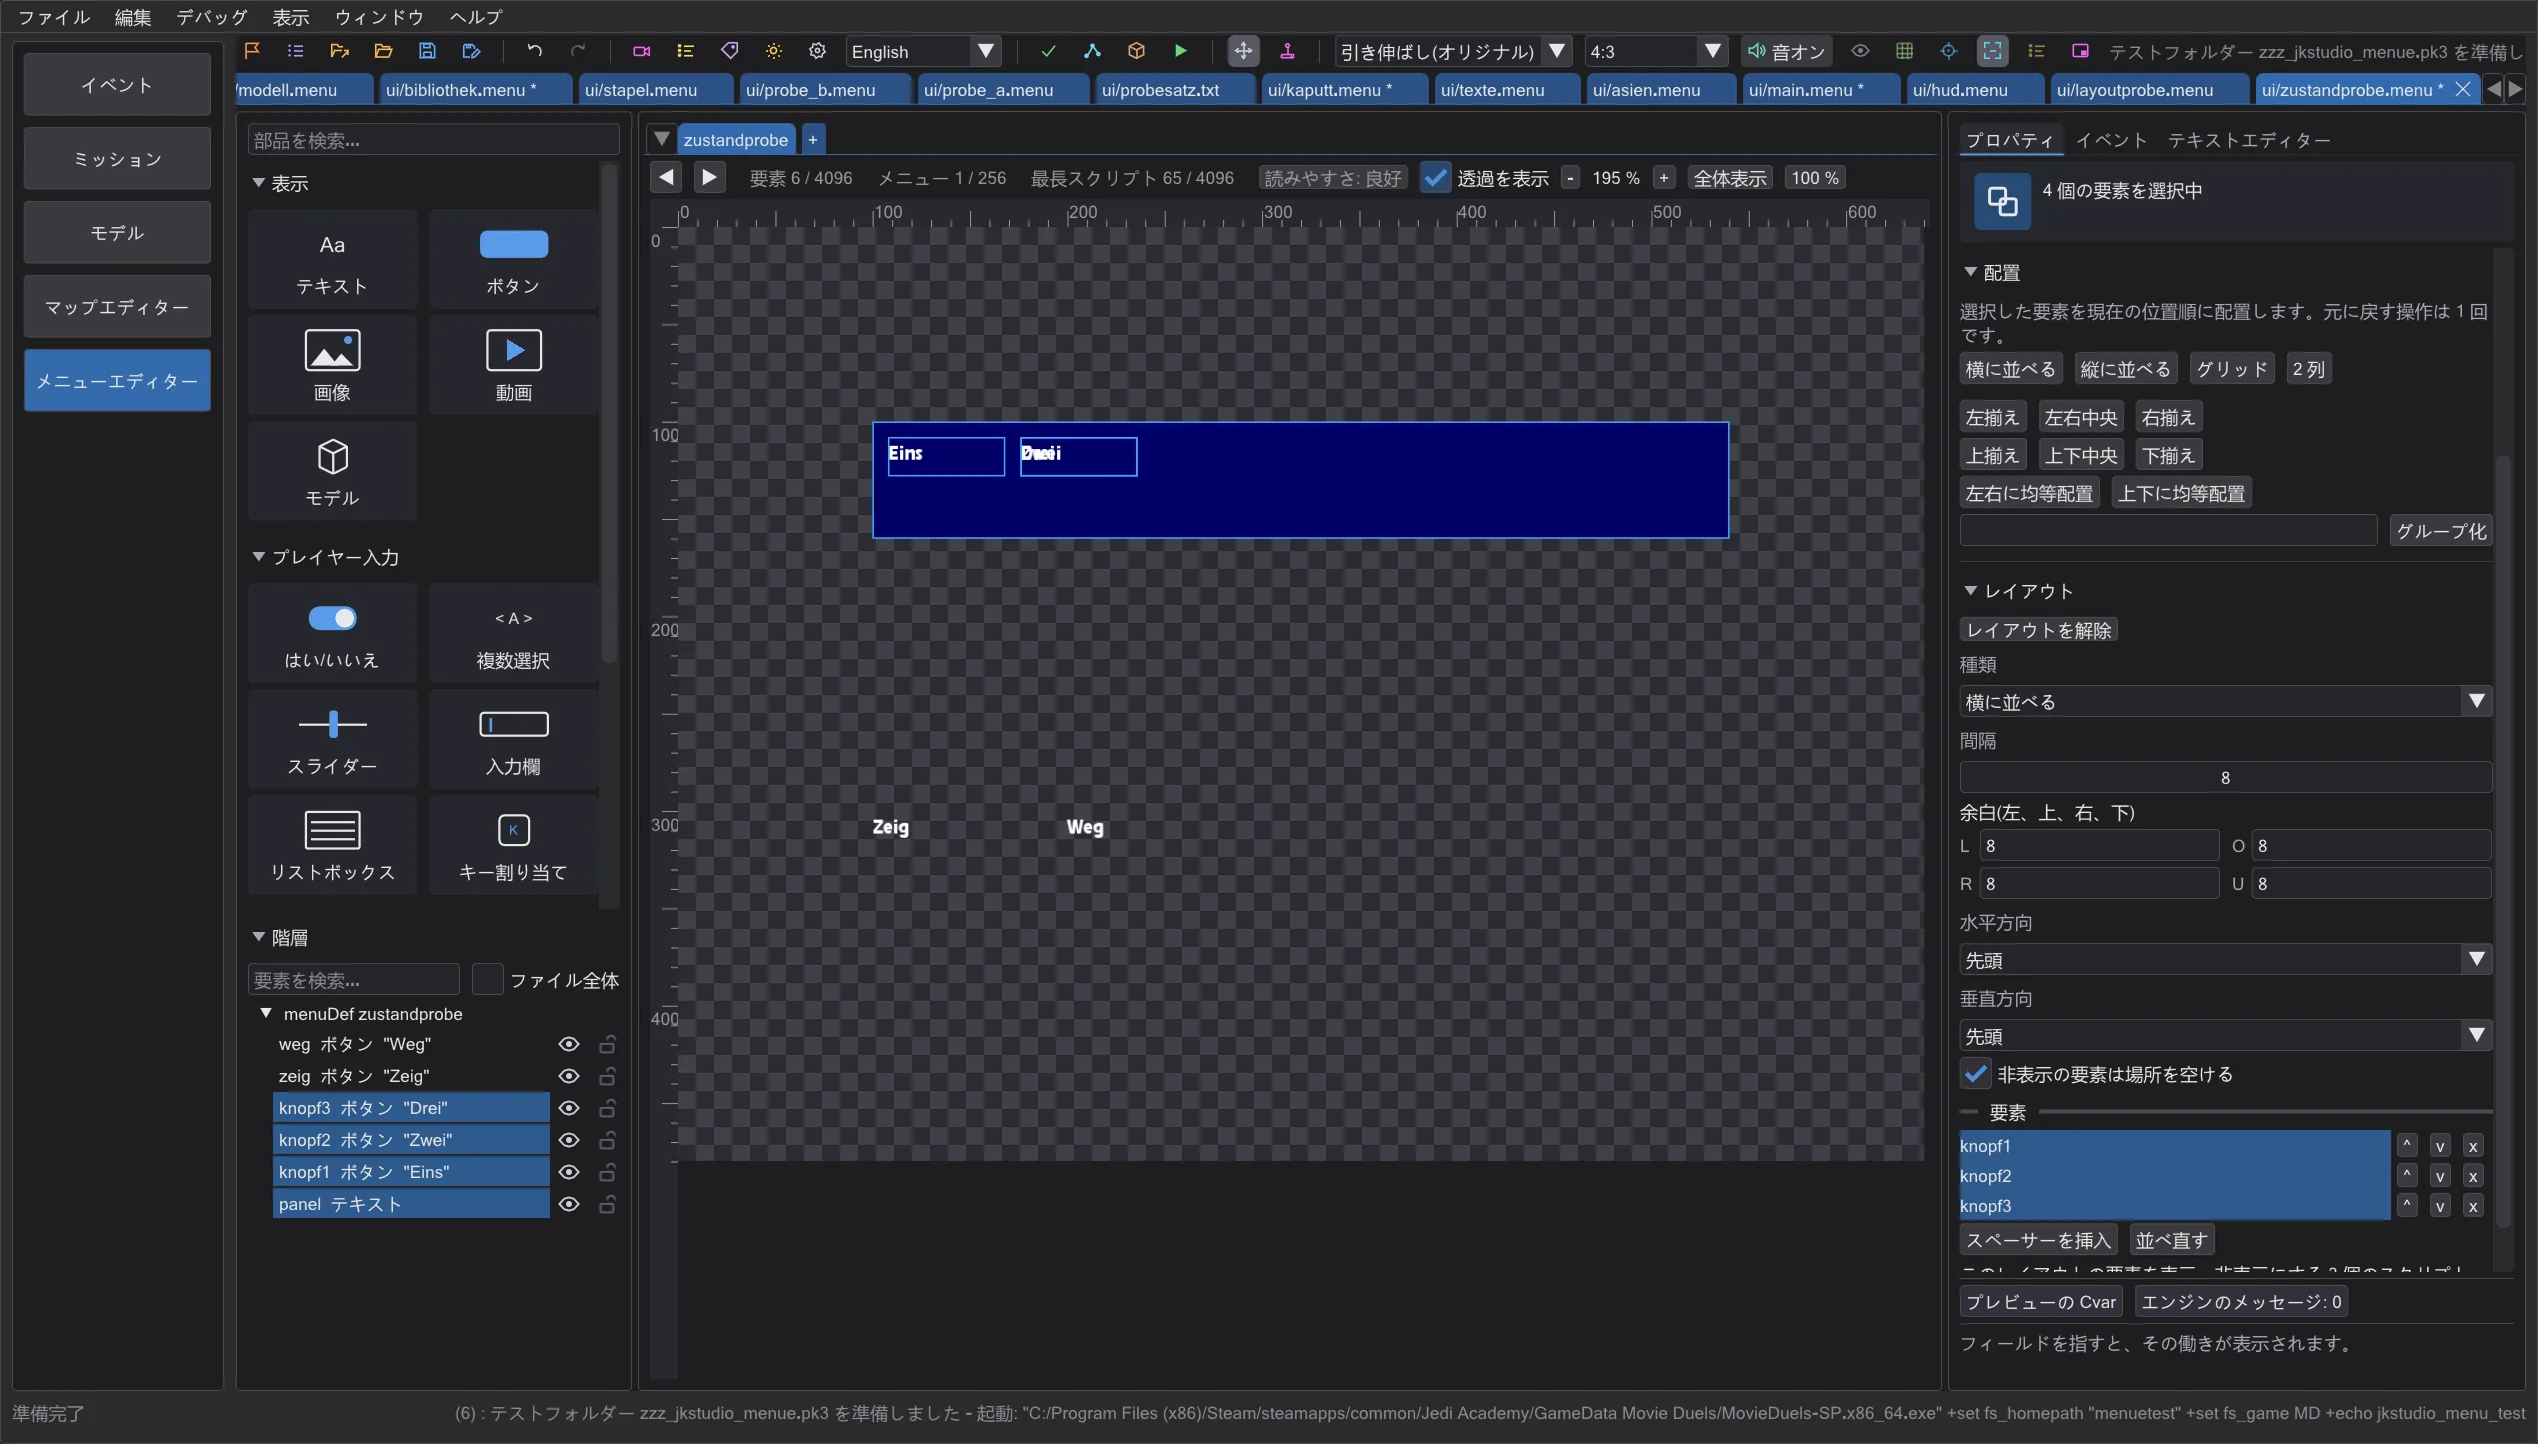 ファイル 編集 デバッグ 表示 ウィンドウ ヘルプ
English 引き伸ばし(オリジナル) 4:3 音オン テストフォルダー zzz_jkstudio_menue.pk3 を準備し
/modell.menu ui/bibliothek.menu * ui/stapel.menu ui/probe_b.menu ui/probe_a.menu ui/probesatz.txt ui/kaputt.menu * ui/texte.menu ui/asien.menu ui/main.menu * ui/hud.menu ui/layoutprobe.menu ui/zustandprobe.menu *
イベント
ミッション
モデル
マップエディター
メニューエディター
部品を検索...
表示
Aa
テキスト ボタン
画像 動画
モデル
プレイヤー入力
< A >
はい/いいえ 複数選択
スライダー 入力欄
K
リストボックス キー割り当て
階層
要素を検索... ファイル全体
menuDef zustandprobe
weg ボタン "Weg"
zeig ボタン "Zeig"
knopf3 ボタン "Drei"
knopf2 ボタン "Zwei"
knopf1 ボタン "Eins"
panel テキスト
zustandprobe +
要素 6 / 4096 メニュー 1 / 256 最長スクリプト 65 / 4096 読みやすさ: 良好 透過を表示 - 195 % + 全体表示 100 %
0 100 200 300 400 500 600
0
100
200
300
400
Eins
Zeig Weg
プロパティ イベント テキストエディター
4 個の要素を選択中
配置
選択した要素を現在の位置順に配置します。元に戻す操作は 1 回
です。
横に並べる 縦に並べる グリッド 2 列
左揃え 左右中央 右揃え
上揃え 上下中央 下揃え
左右に均等配置 上下に均等配置
グループ化
レイアウト
レイアウトを解除
種類
横に並べる
間隔
8
余白(左、上、右、下)
L 8 O 8
R 8 U 8
水平方向
先頭
垂直方向
先頭
非表示の要素は場所を空ける
要素
knopf1 ^ v x
knopf2 ^ v x
knopf3 ^ v x
スペーサーを挿入 並べ直す
プレビューの Cvar エンジンのメッセージ: 0
フィールドを指すと、その働きが表示されます。
準備完了 (6) : テストフォルダー zzz_jkstudio_menue.pk3 を準備しました - 起動: "C:/Program Files (x86)/Steam/steamapps/common/Jedi Academy/GameData Movie Duels/MovieDuels-SP.x86_64.exe" +set fs_homepath "menuetest" +set fs_game MD +echo jkstudio_menu_test